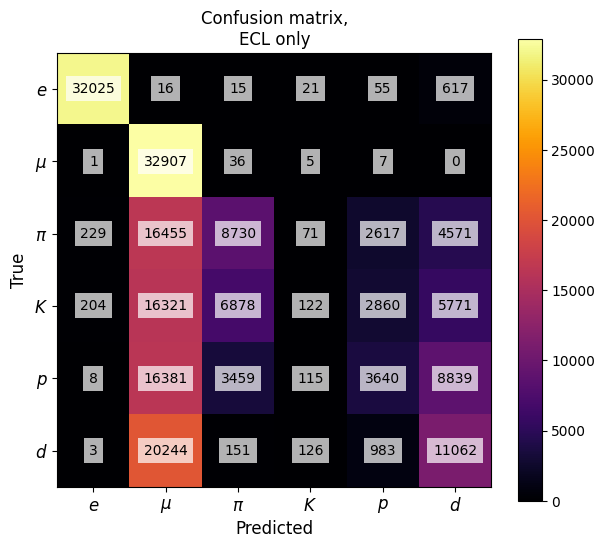 Confusion matrix,
ECL only
e 32025 16 15 21 55 617
μ 1 32907 36 5 7 0
π 229 16455 8730 71 2617 4571
K 204 16321 6878 122 2860 5771
p 8 16381 3459 115 3640 8839
d 3 20244 151 126 983 11062
e μ π K p d
True
Predicted
30000
25000
20000
15000
10000
5000
0